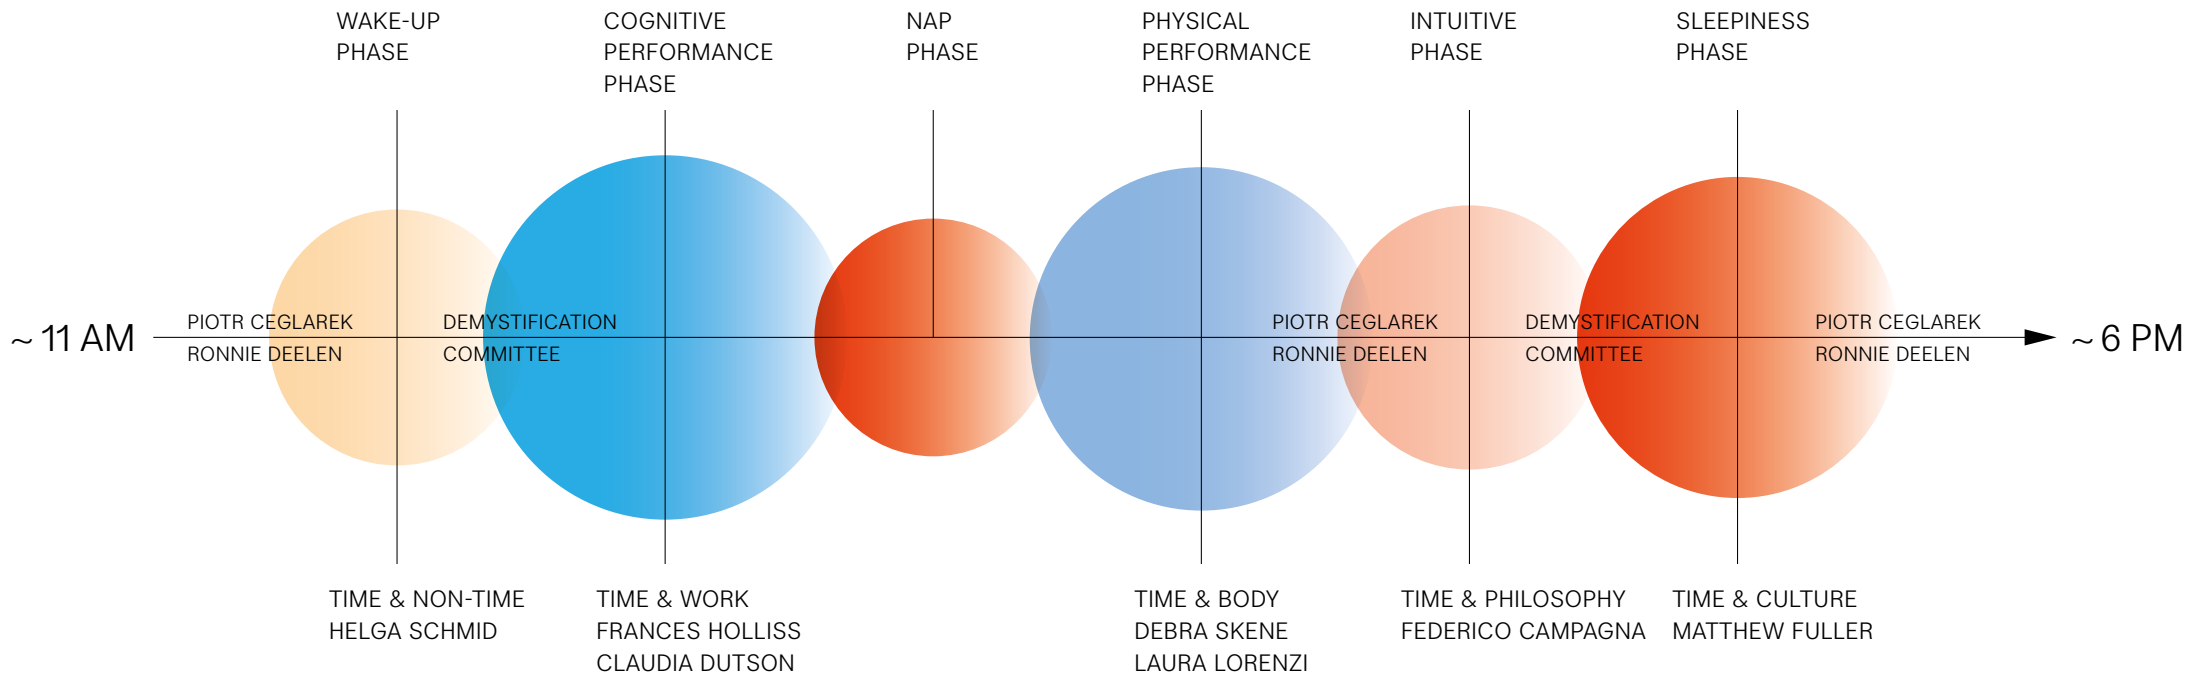 WAKE-UP
PHASE
COGNITIVE
PERFORMANCE
PHASE
NAP
PHASE
PHYSICAL
PERFORMANCE
PHASE
INTUITIVE
PHASE
SLEEPINESS
PHASE
~ 11 AM
PIOTR CEGLAREK
RONNIE DEELEN
DEMYSTIFICATION
COMMITTEE
PIOTR CEGLAREK
RONNIE DEELEN
DEMYSTIFICATION
COMMITTEE
PIOTR CEGLAREK
RONNIE DEELEN
~ 6 PM
TIME & NON-TIME
HELGA SCHMID
TIME & WORK
FRANCES HOLLISS
CLAUDIA DUTSON
TIME & BODY
DEBRA SKENE
LAURA LORENZI
TIME & PHILOSOPHY
FEDERICO CAMPAGNA
TIME & CULTURE
MATTHEW FULLER